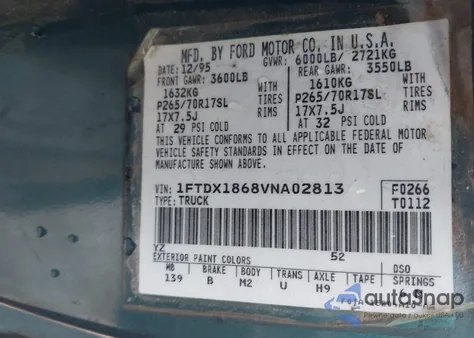 MFD. BY FORD MOTOR CO. IN U.S.A.
DATE: 12/95 GVWR: 6000LB/ 2721KG
FRONT GAWR: 3600LB REAR GAWR: 3550LB
1632KG WITH 1610KG WITH
P265/70R17SL TIRES P265/70R17SL TIRES
17X7.5J RIMS 17X7.5J RIMS
AT 29 PSI COLD AT 32 PSI COLD
THIS VEHICLE CONFORMS TO ALL APPLICABLE FEDERAL MOTOR
VEHICLE SAFETY STANDARDS IN EFFECT ON THE DATE OF
MANUFACTURE SHOWN ABOVE.
VIN: 1FTDX1868VNA02813 F0266
TYPE: TRUCK T0112
YZ 52
EXTERIOR PAINT COLORS DSO
WB BRAKE BODY TRANS AXLE TAPE SPRINGS
139 B M2 U H9
autoSnap